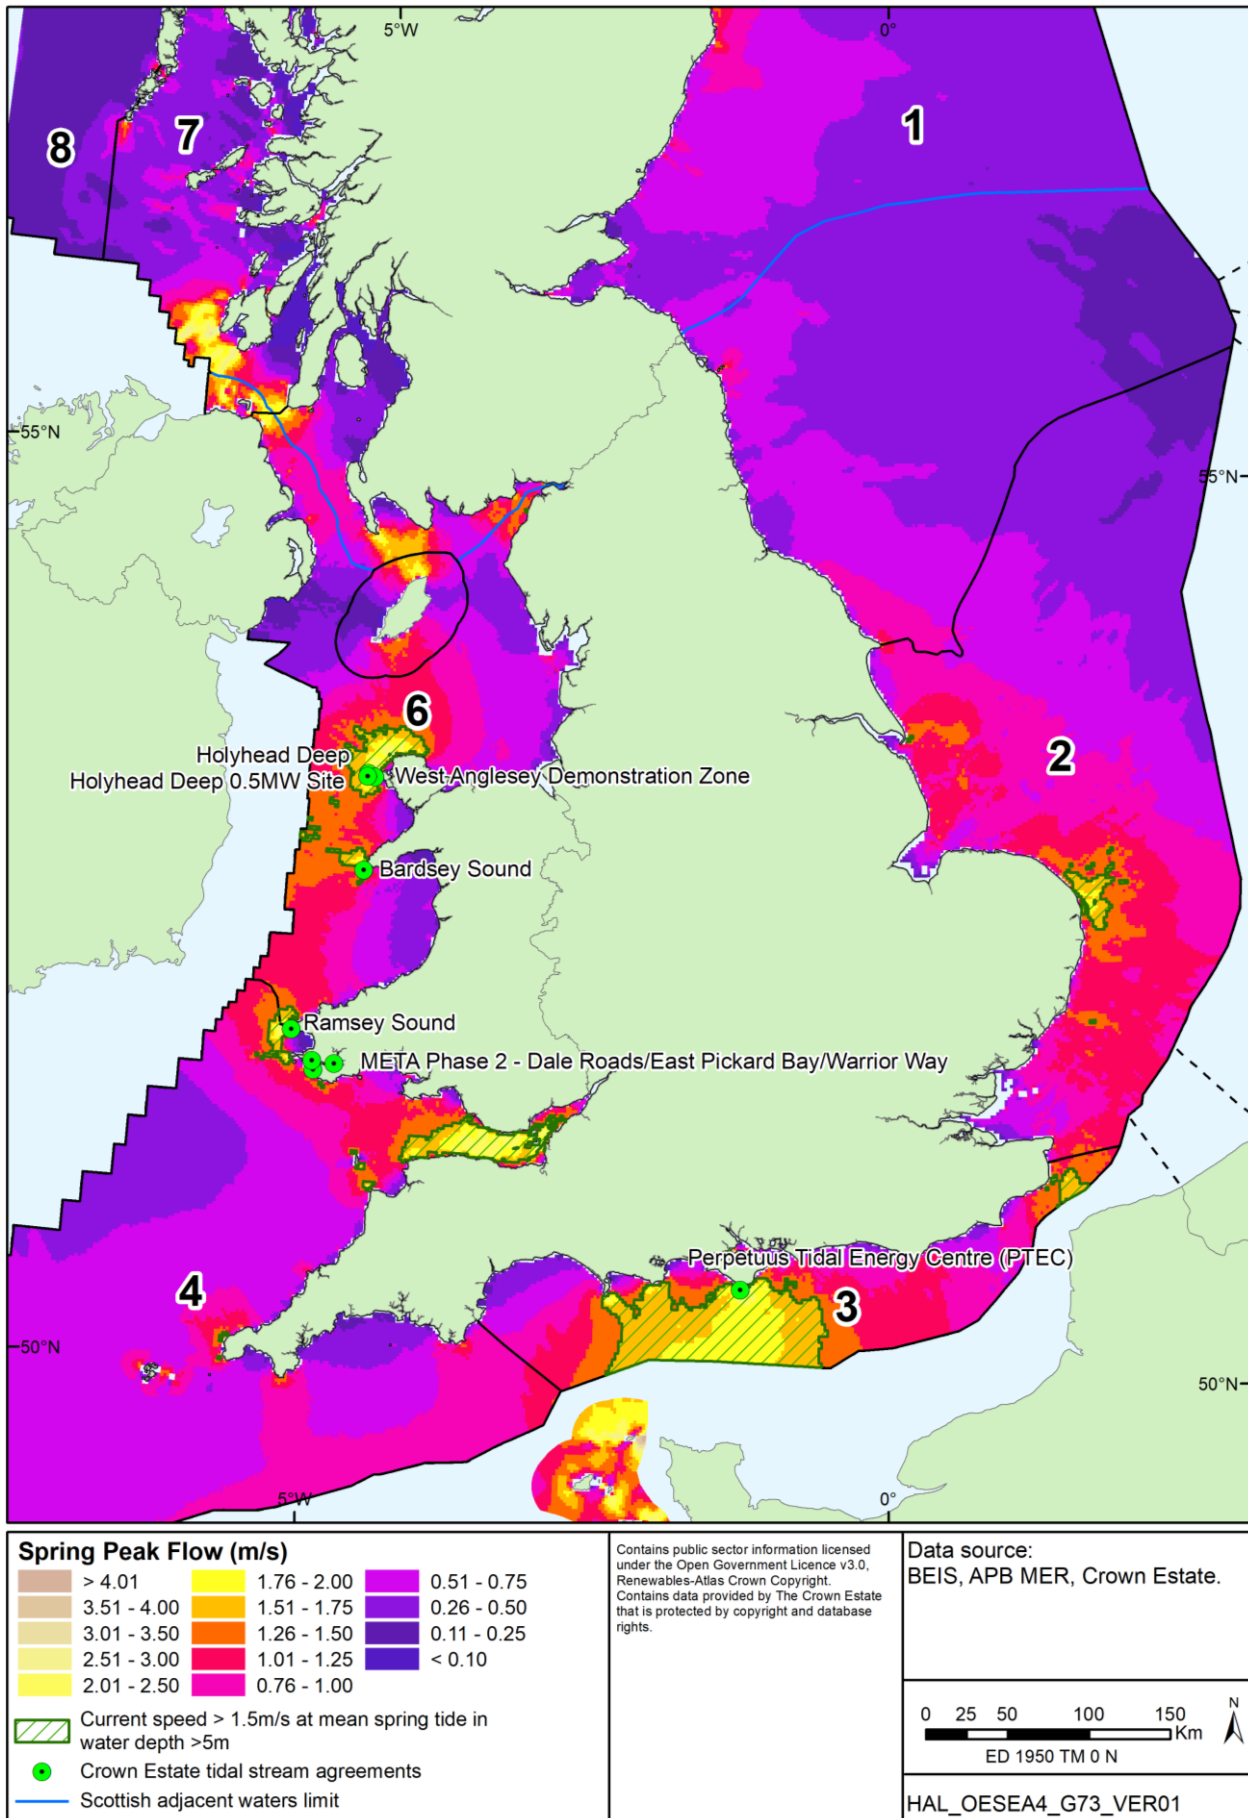 5°W
0°
1
7
8
55°N
55°N
6
Holyhead Deep
Holyhead Deep 0.5MW Site
West Anglesey Demonstration Zone
2
Bardsey Sound
Ramsey Sound
META Phase 2 - Dale Roads/East Pickard Bay/Warrior Way
Perpetuus Tidal Energy Centre (PTEC)
4
3
50°N
50°N
5°W
0°
Spring Peak Flow (m/s)
> 4.01
3.51 - 4.00
3.01 - 3.50
2.51 - 3.00
2.01 - 2.50
1.76 - 2.00
1.51 - 1.75
1.26 - 1.50
1.01 - 1.25
0.76 - 1.00
0.51 - 0.75
0.26 - 0.50
0.11 - 0.25
< 0.10
Current speed > 1.5m/s at mean spring tide in
water depth >5m
Crown Estate tidal stream agreements
Scottish adjacent waters limit
Contains public sector information licensed
under the Open Government Licence v3.0,
Renewables-Atlas Crown Copyright.
Contains data provided by The Crown Estate
that is protected by copyright and database
rights.
Data source:
BEIS, APB MER, Crown Estate.
0 25 50 100 150
Km
N
ED 1950 TM 0 N
HAL_OESEA4_G73_VER01